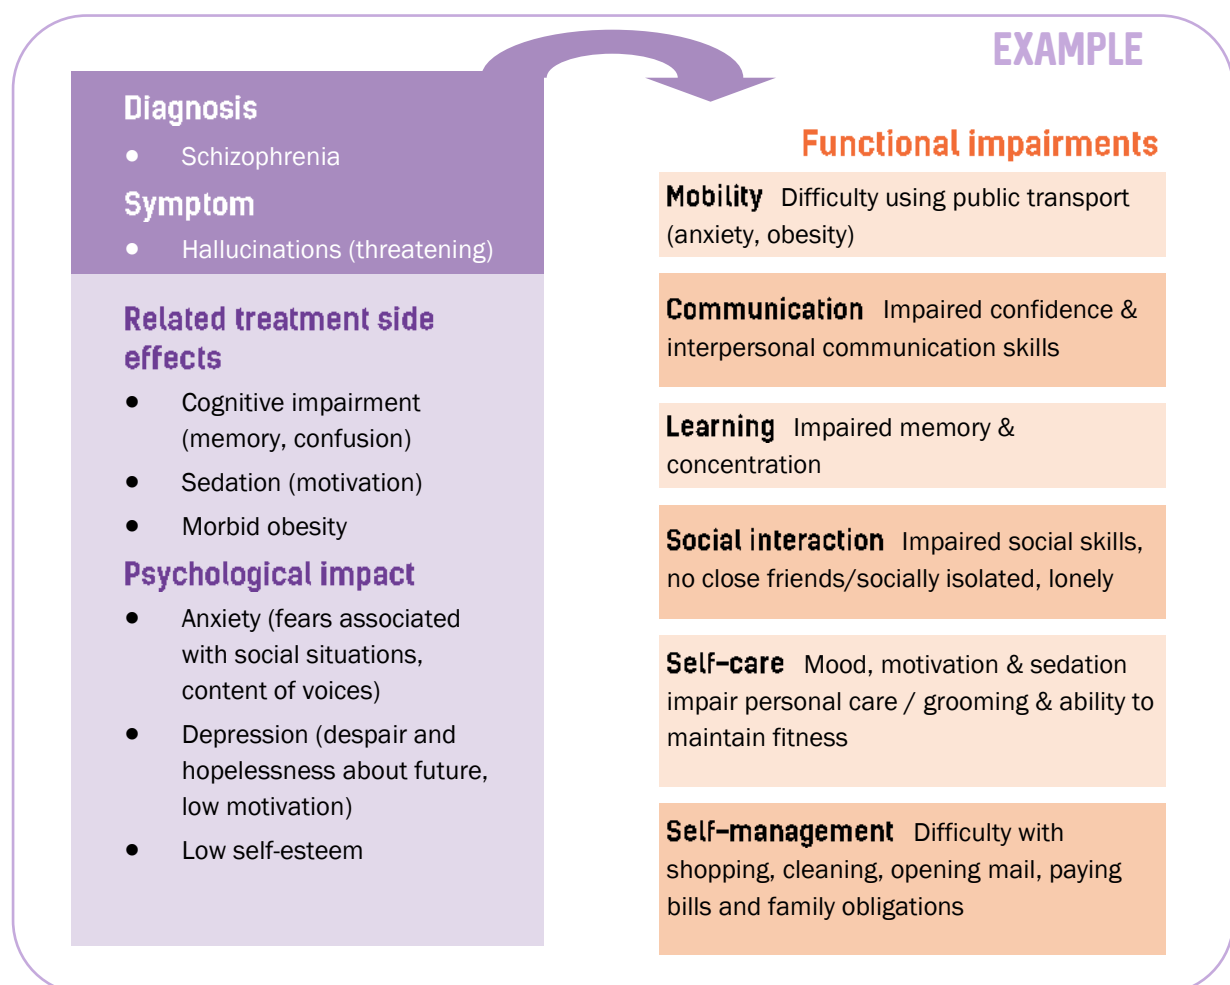 EXAMPLE
Diagnosis
• Schizophrenia
Symptom
• Hallucinations (threatening)
Related treatment side
effects
• Cognitive impairment
(memory, confusion)
• Sedation (motivation)
• Morbid obesity
Psychological impact
• Anxiety (fears associated
with social situations,
content of voices)
• Depression (despair and
hopelessness about future,
low motivation)
• Low self-esteem
Functional impairments
Mobility Difficulty using public transport
(anxiety, obesity)
Communication Impaired confidence &
interpersonal communication skills
Learning Impaired memory &
concentration
Social interaction Impaired social skills,
no close friends/socially isolated, lonely
Self-care Mood, motivation & sedation
impair personal care / grooming & ability to
maintain fitness
Self-management Difficulty with
shopping, cleaning, opening mail, paying
bills and family obligations